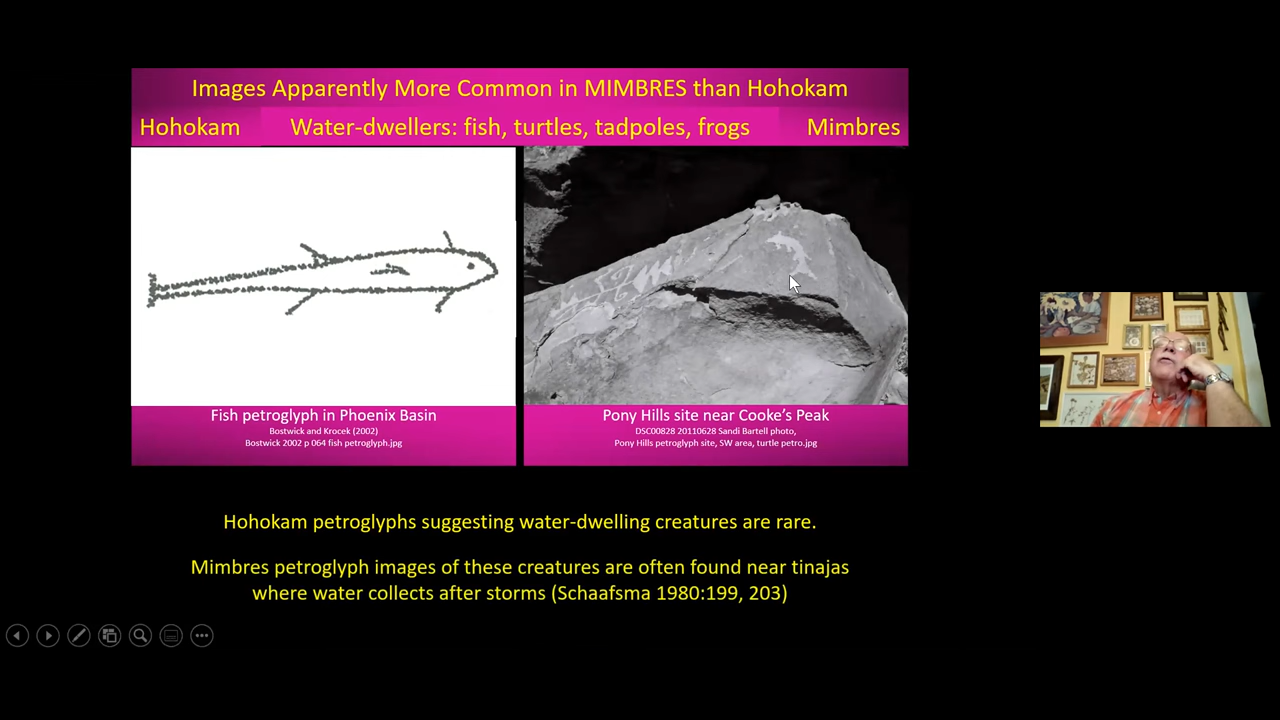 Images Apparently More Common in MIMBRES than Hohokam
Hohokam
Water-dwellers: fish, turtles, tadpoles, frogs
Mimbres
Fish petroglyph in Phoenix Basin
Bostwick and Krocek (2002)
Bostwick 2002 p 064 fish petroglyph.jpg
Pony Hills site near Cooke's Peak
DSC00828 20110628 Sandi Bartell photo,
Pony Hills petroglyph site, SW area, turtle petro.jpg
Hohokam petroglyphs suggesting water-dwelling creatures are rare.
Mimbres petroglyph images of these creatures are often found near tinajas
where water collects after storms (Schaafsma 1980:199, 203)